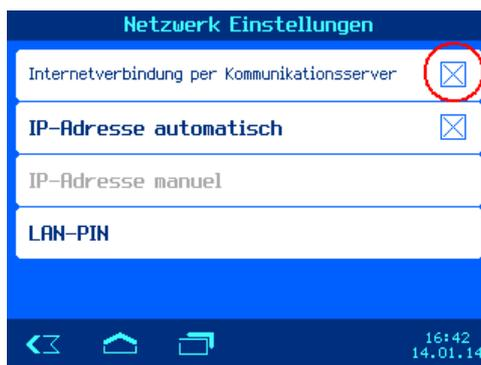 Netzwerk Einstellungen
Internetverbindung per Kommunikationsserver
IP-Adresse automatisch
IP-Adresse manuel
LAN-PIN
16:42
14.01.14